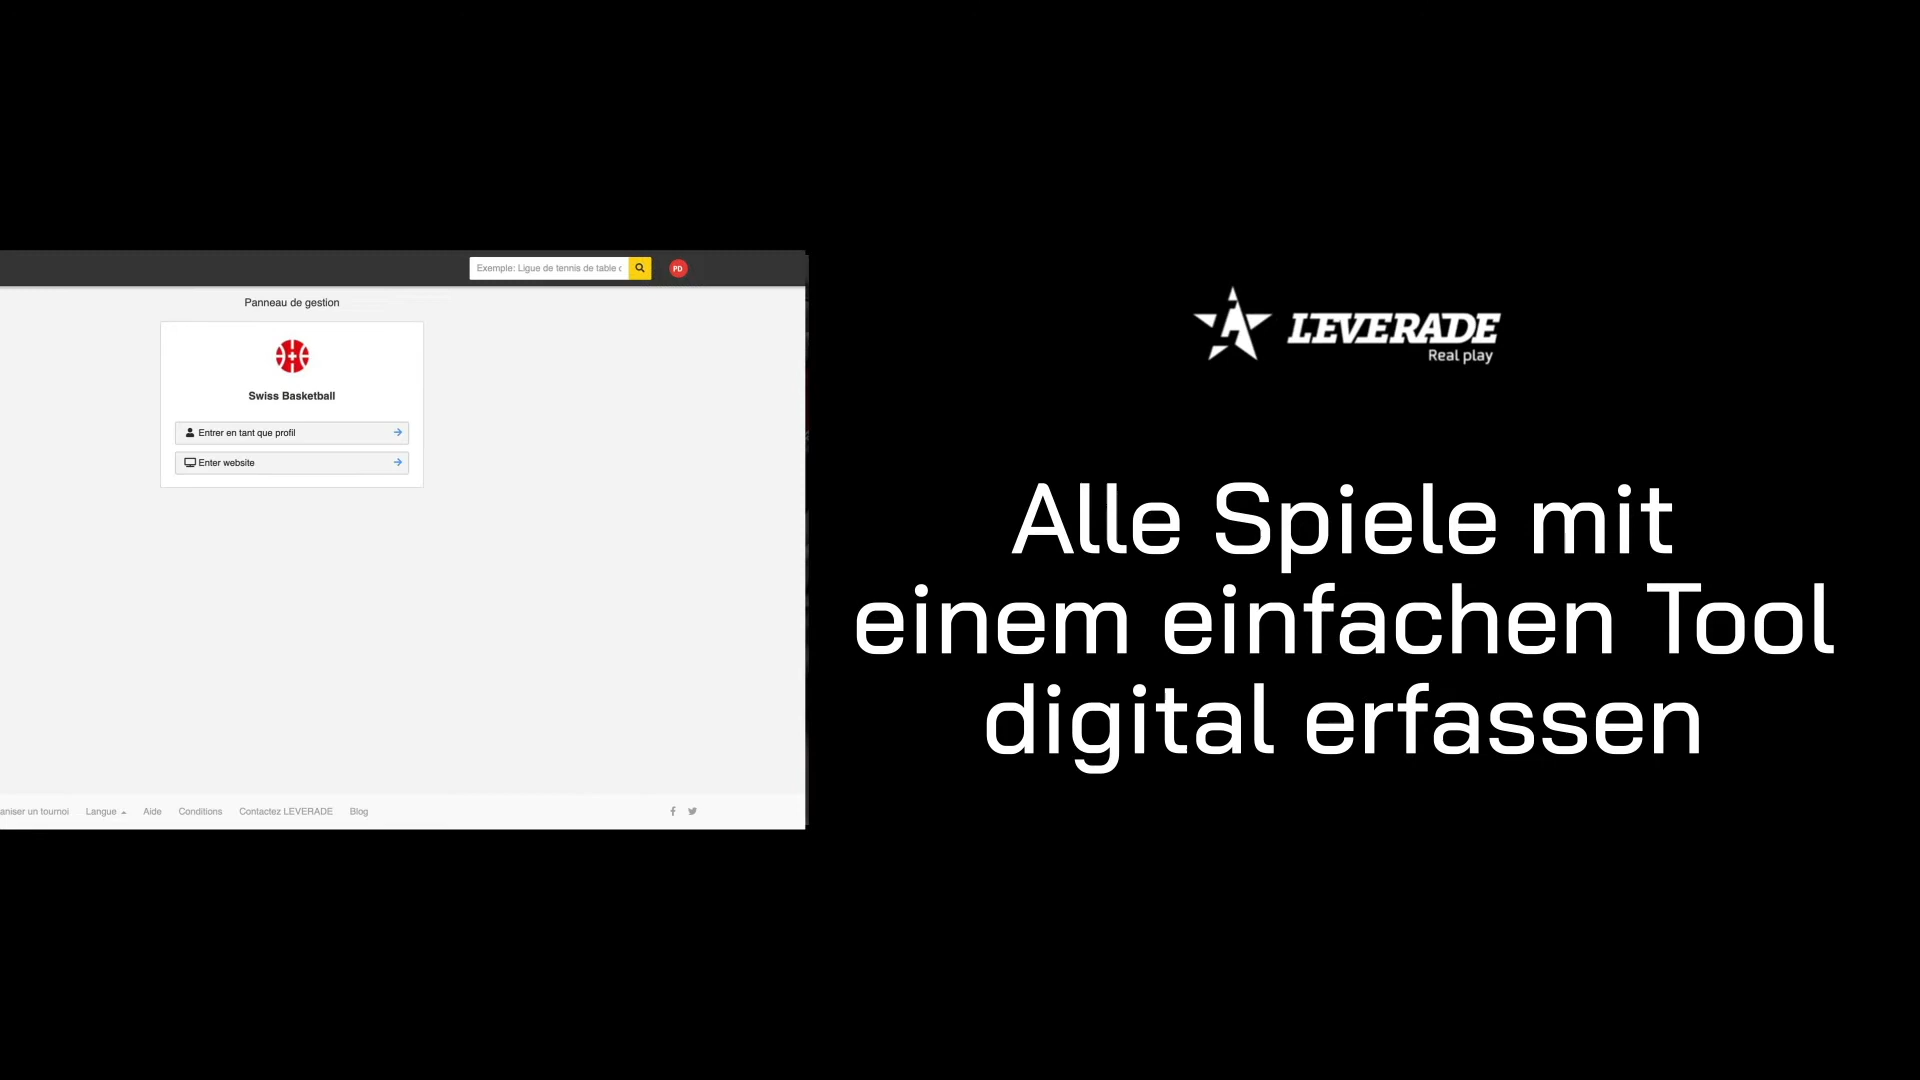 Exemple: Ligue de tennis de table
PD
Panneau de gestion
Swiss Basketball
Entrer en tant que profil
Enter website
aniser un tournoi Langue Aide Conditions Contactez LEVERADE Blog
LEVERADE
Real play
Alle Spiele mit
einem einfachen Tool
digital erfassen